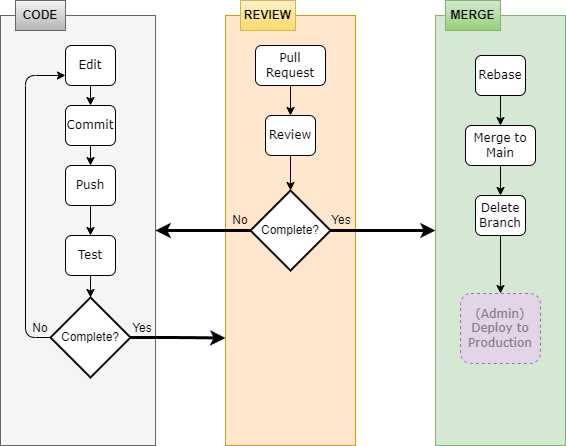 CODE
Edit
Commit
Push
Test
Complete?
No
Yes
REVIEW
Pull
Request
Review
Complete?
No
Yes
MERGE
Rebase
Merge to
Main
Delete
Branch
(Admin)
Deploy to
Production